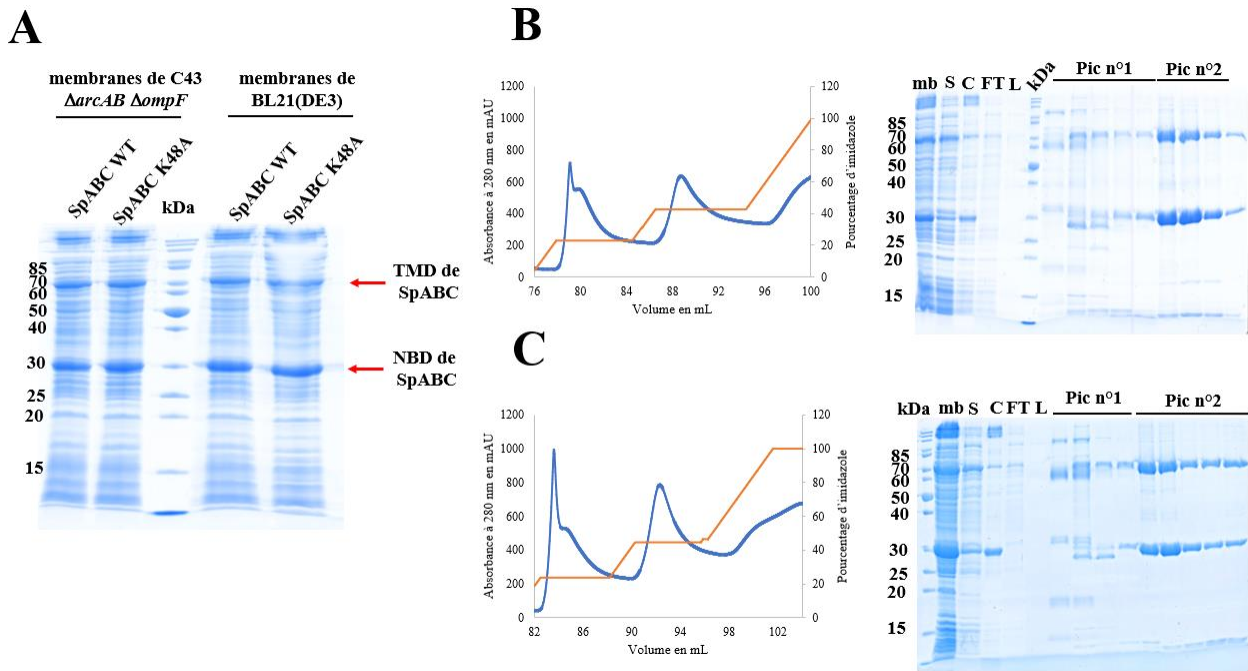 A
membranes de C43
ΔarcAB ΔompF
membranes de
BL21(DE3)
SpABC WT
SpABC K48A
kDa
SpABC WT
SpABC K48A
85
70
60
50
40
30
25
20
15
TMD de
SpABC
NBD de
SpABC
B
1200
1000
800
600
400
200
0
Absorbance à 280 nm en mAU
76 80 84 88 92 96 100
Volume en mL
120
100
80
60
40
20
0
Pourcentage d'imidazole
mb S C FT L kDa Pic n°1 Pic n°2
85
70
60
50
40
30
25
20
15
C
1200
1000
800
600
400
200
0
Absorbance à 280 nm en mAU
82 86 90 94 98 102
Volume en mL
120
100
80
60
40
20
0
Pourcentage d'imidazole
kDa mb S C FT L Pic n°1 Pic n°2
85
70
60
50
40
30
25
20
15